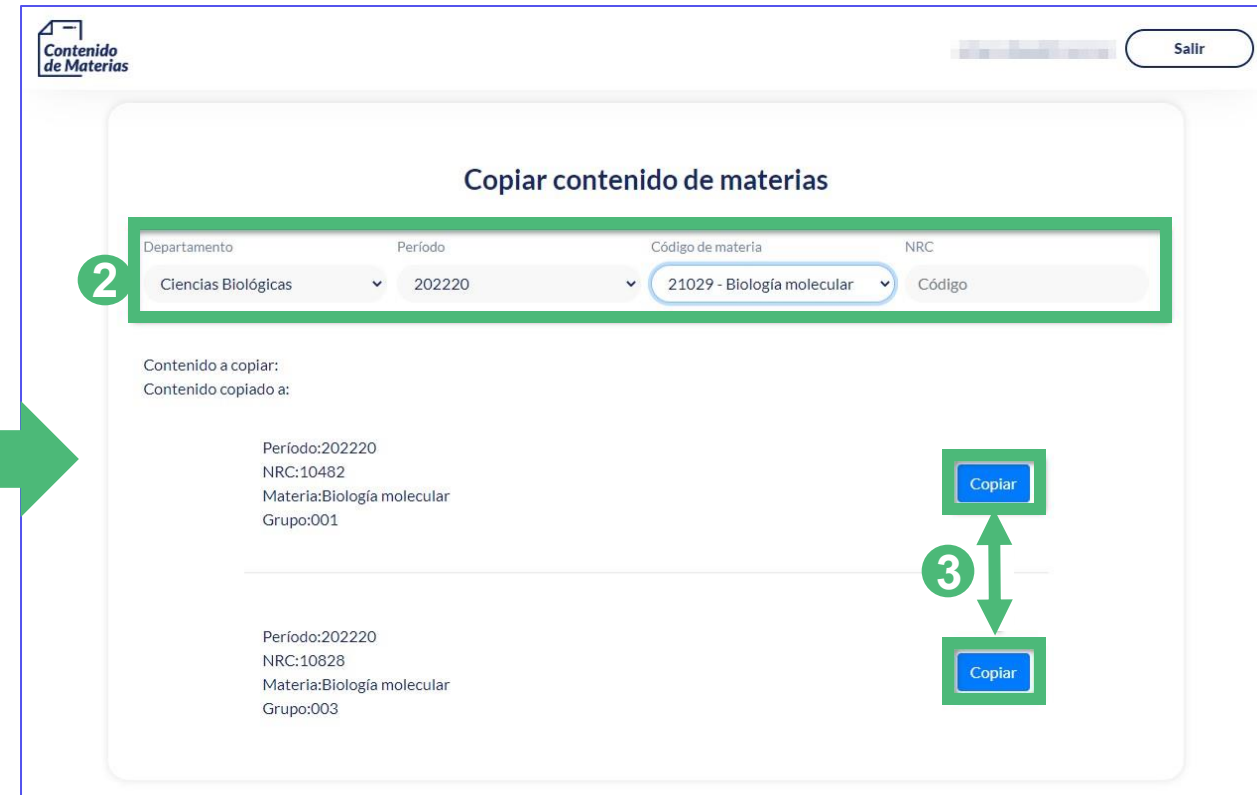 Contenido
de Materias
Salir
Copiar contenido de materias
2
Departamento
Período
Código de materia
NRC
Ciencias Biológicas
202220
21029 - Biología molecular
Código
Contenido a copiar:
Contenido copiado a:
Período:202220
NRC:10482
Materia:Biología molecular
Grupo:001
Copiar
3
Período:202220
NRC:10828
Materia:Biología molecular
Grupo:003
Copiar